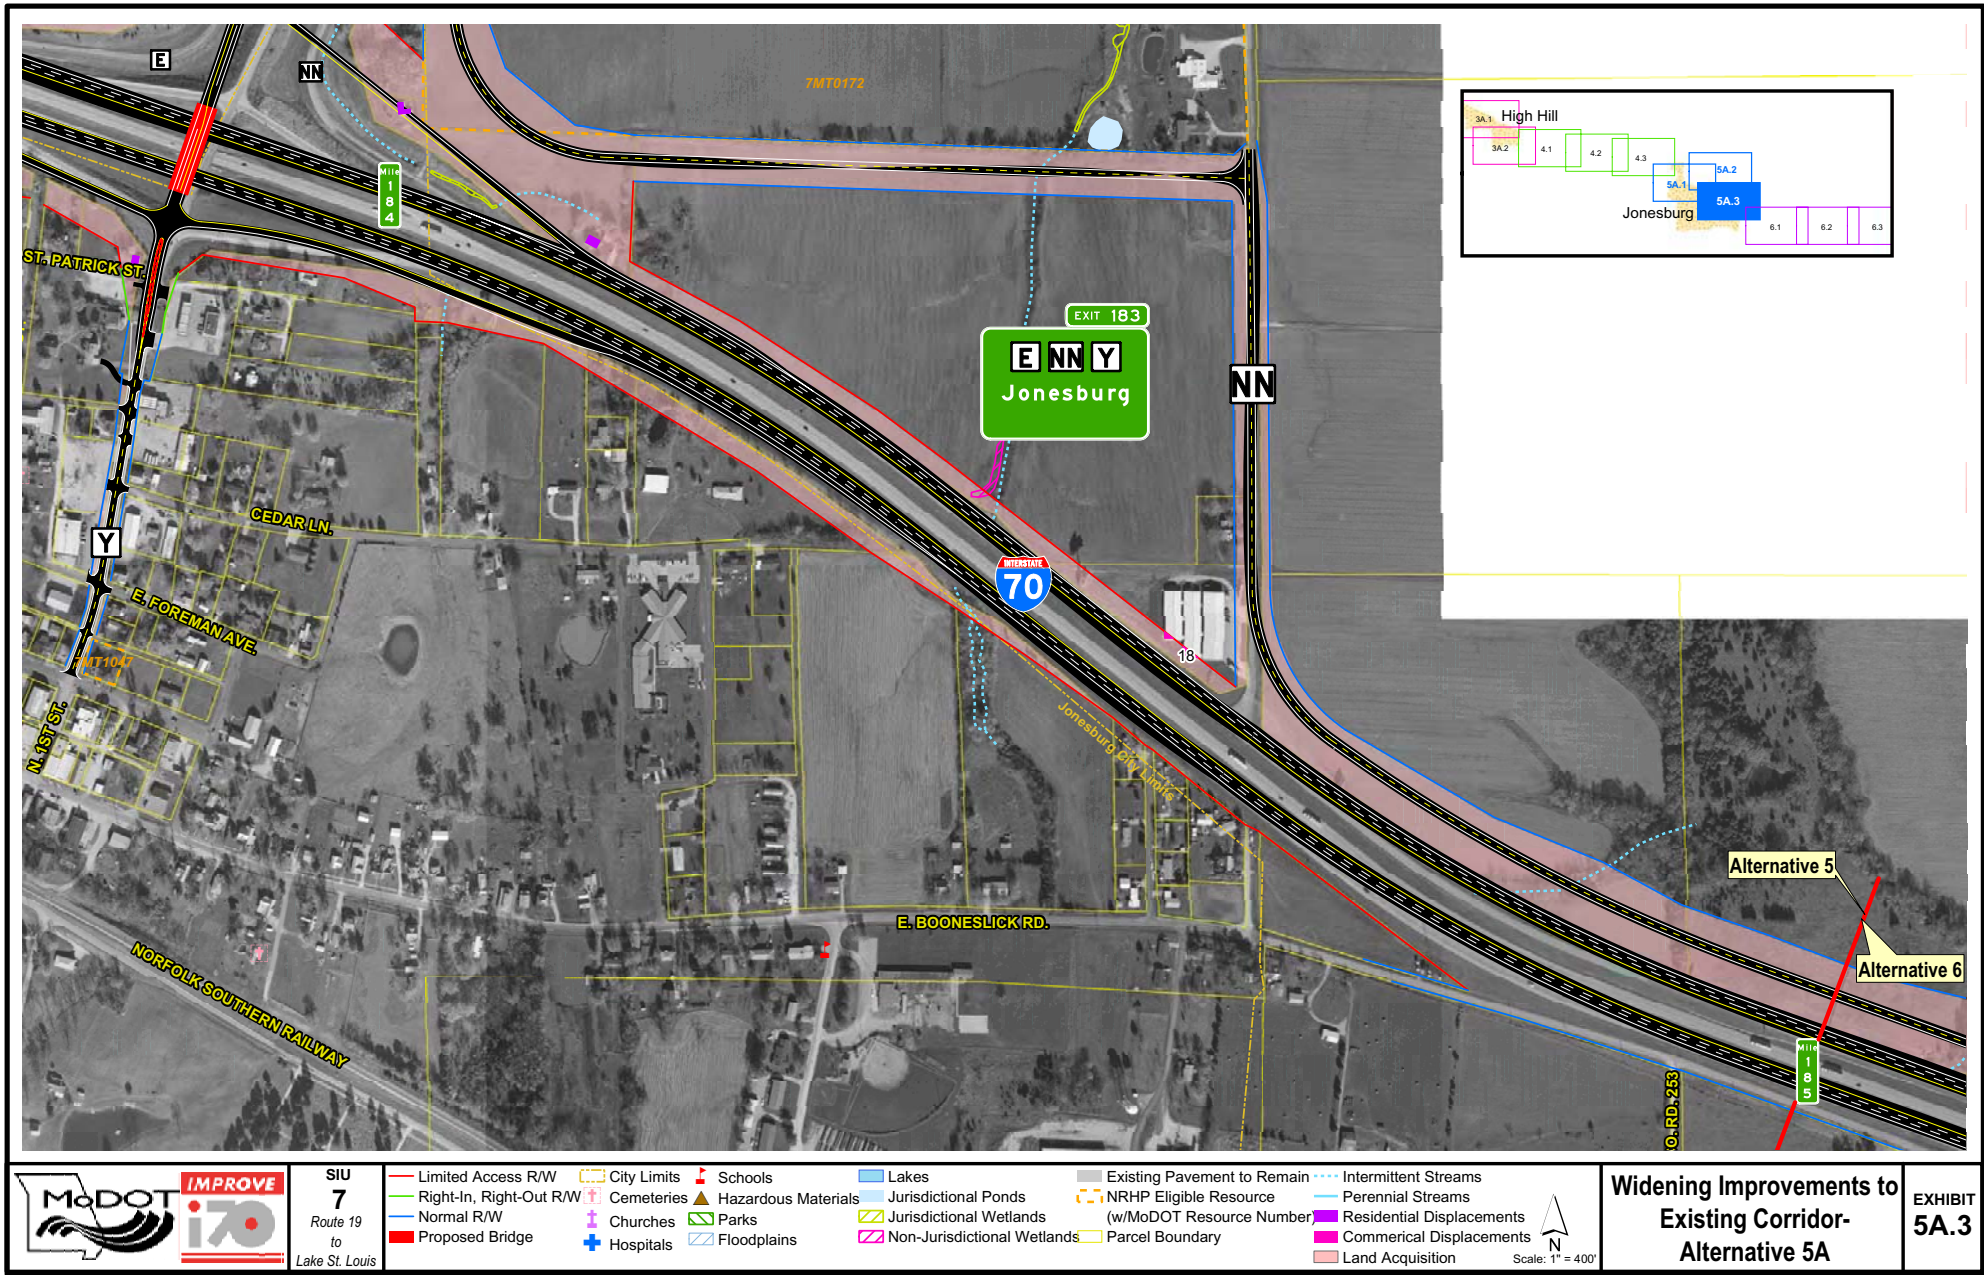 E
NN
7MT0172
Mile
1
8
4
ST. PATRICK ST.
3A.1
High Hill
3A.2
4.1
4.2
4.3
5A.1
5A.2
5A.3
Jonesburg
6.1
6.2
6.3
EXIT 183
E NN Y
Jonesburg
NN
CEDAR LN.
Y
E. FOREMAN AVE.
7MT1047
N. 1ST ST.
INTERSTATE
70
18
Jonesburg City Limits
Alternative 5
Alternative 6
E. BOONESLICK RD.
NORFOLK SOUTHERN RAILWAY
Mile
1
8
5
CO. RD. 253
MoDOT
IMPROVE
i70
SIU
7
Route 19
to
Lake St. Louis
Limited Access R/W
Right-In, Right-Out R/W
Normal R/W
Proposed Bridge
City Limits
Cemeteries
Churches
Hospitals
Schools
Hazardous Materials
Parks
Floodplains
Lakes
Jurisdictional Ponds
Jurisdictional Wetlands
Non-Jurisdictional Wetlands
Existing Pavement to Remain
NRHP Eligible Resource
(w/MoDOT Resource Number)
Parcel Boundary
Intermittent Streams
Perennial Streams
Residential Displacements
Commerical Displacements
Land Acquisition
N
Scale: 1" = 400'
Widening Improvements to
Existing Corridor-
Alternative 5A
EXHIBIT
5A.3